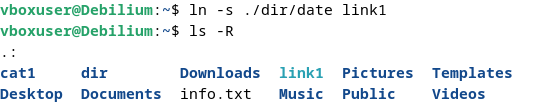 vboxuser@Debilium:~$ ln -s ./dir/date link1
vboxuser@Debilium:~$ ls -R
.:
cat1 dir Downloads link1 Pictures Templates
Desktop Documents info.txt Music Public Videos